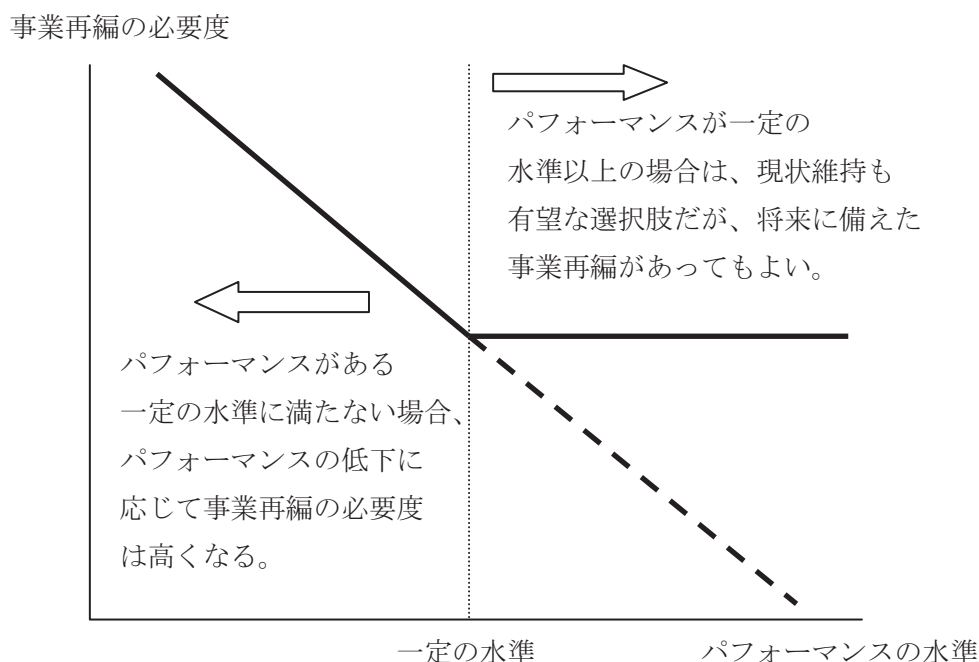 事業再編の必要度
パフォーマンスが一定の
水準以上の場合は、現状維持も
有望な選択肢だが、将来に備えた
事業再編があってもよい。
パフォーマンスがある
一定の水準に満たない場合、
パフォーマンスの低下に
応じて事業再編の必要度
は高くなる。
一定の水準
パフォーマンスの水準